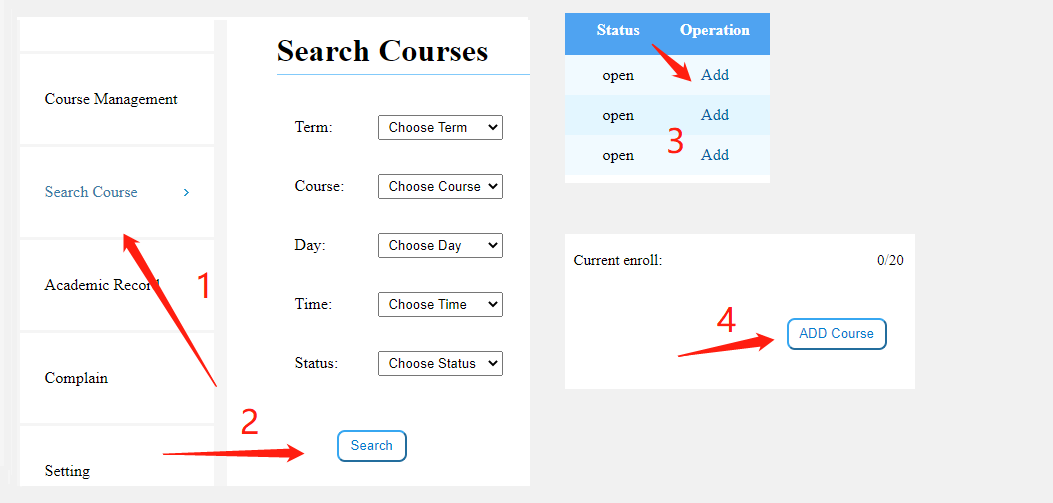 Course Management
Search Course >
Academic Record
Complain
Setting
1
Search Courses
Term: Choose Term
Course: Choose Course
Day: Choose Day
Time: Choose Time
Status: Choose Status
2
Search
Status Operation
open Add
open Add
3
open Add
Current enroll: 0/20
4
ADD Course